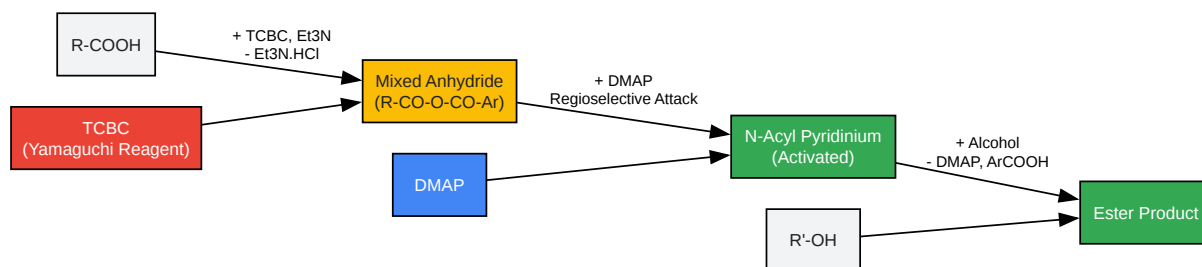 R-COOH
+ TCBC, Et3N
- Et3N.HCl
TCBC
(Yamaguchi Reagent)
Mixed Anhydride
(R-CO-O-CO-Ar)
+ DMAP
Regioselective Attack
DMAP
N-Acyl Pyridinium
(Activated)
+ Alcohol
- DMAP, ArCOOH
R'-OH
Ester Product